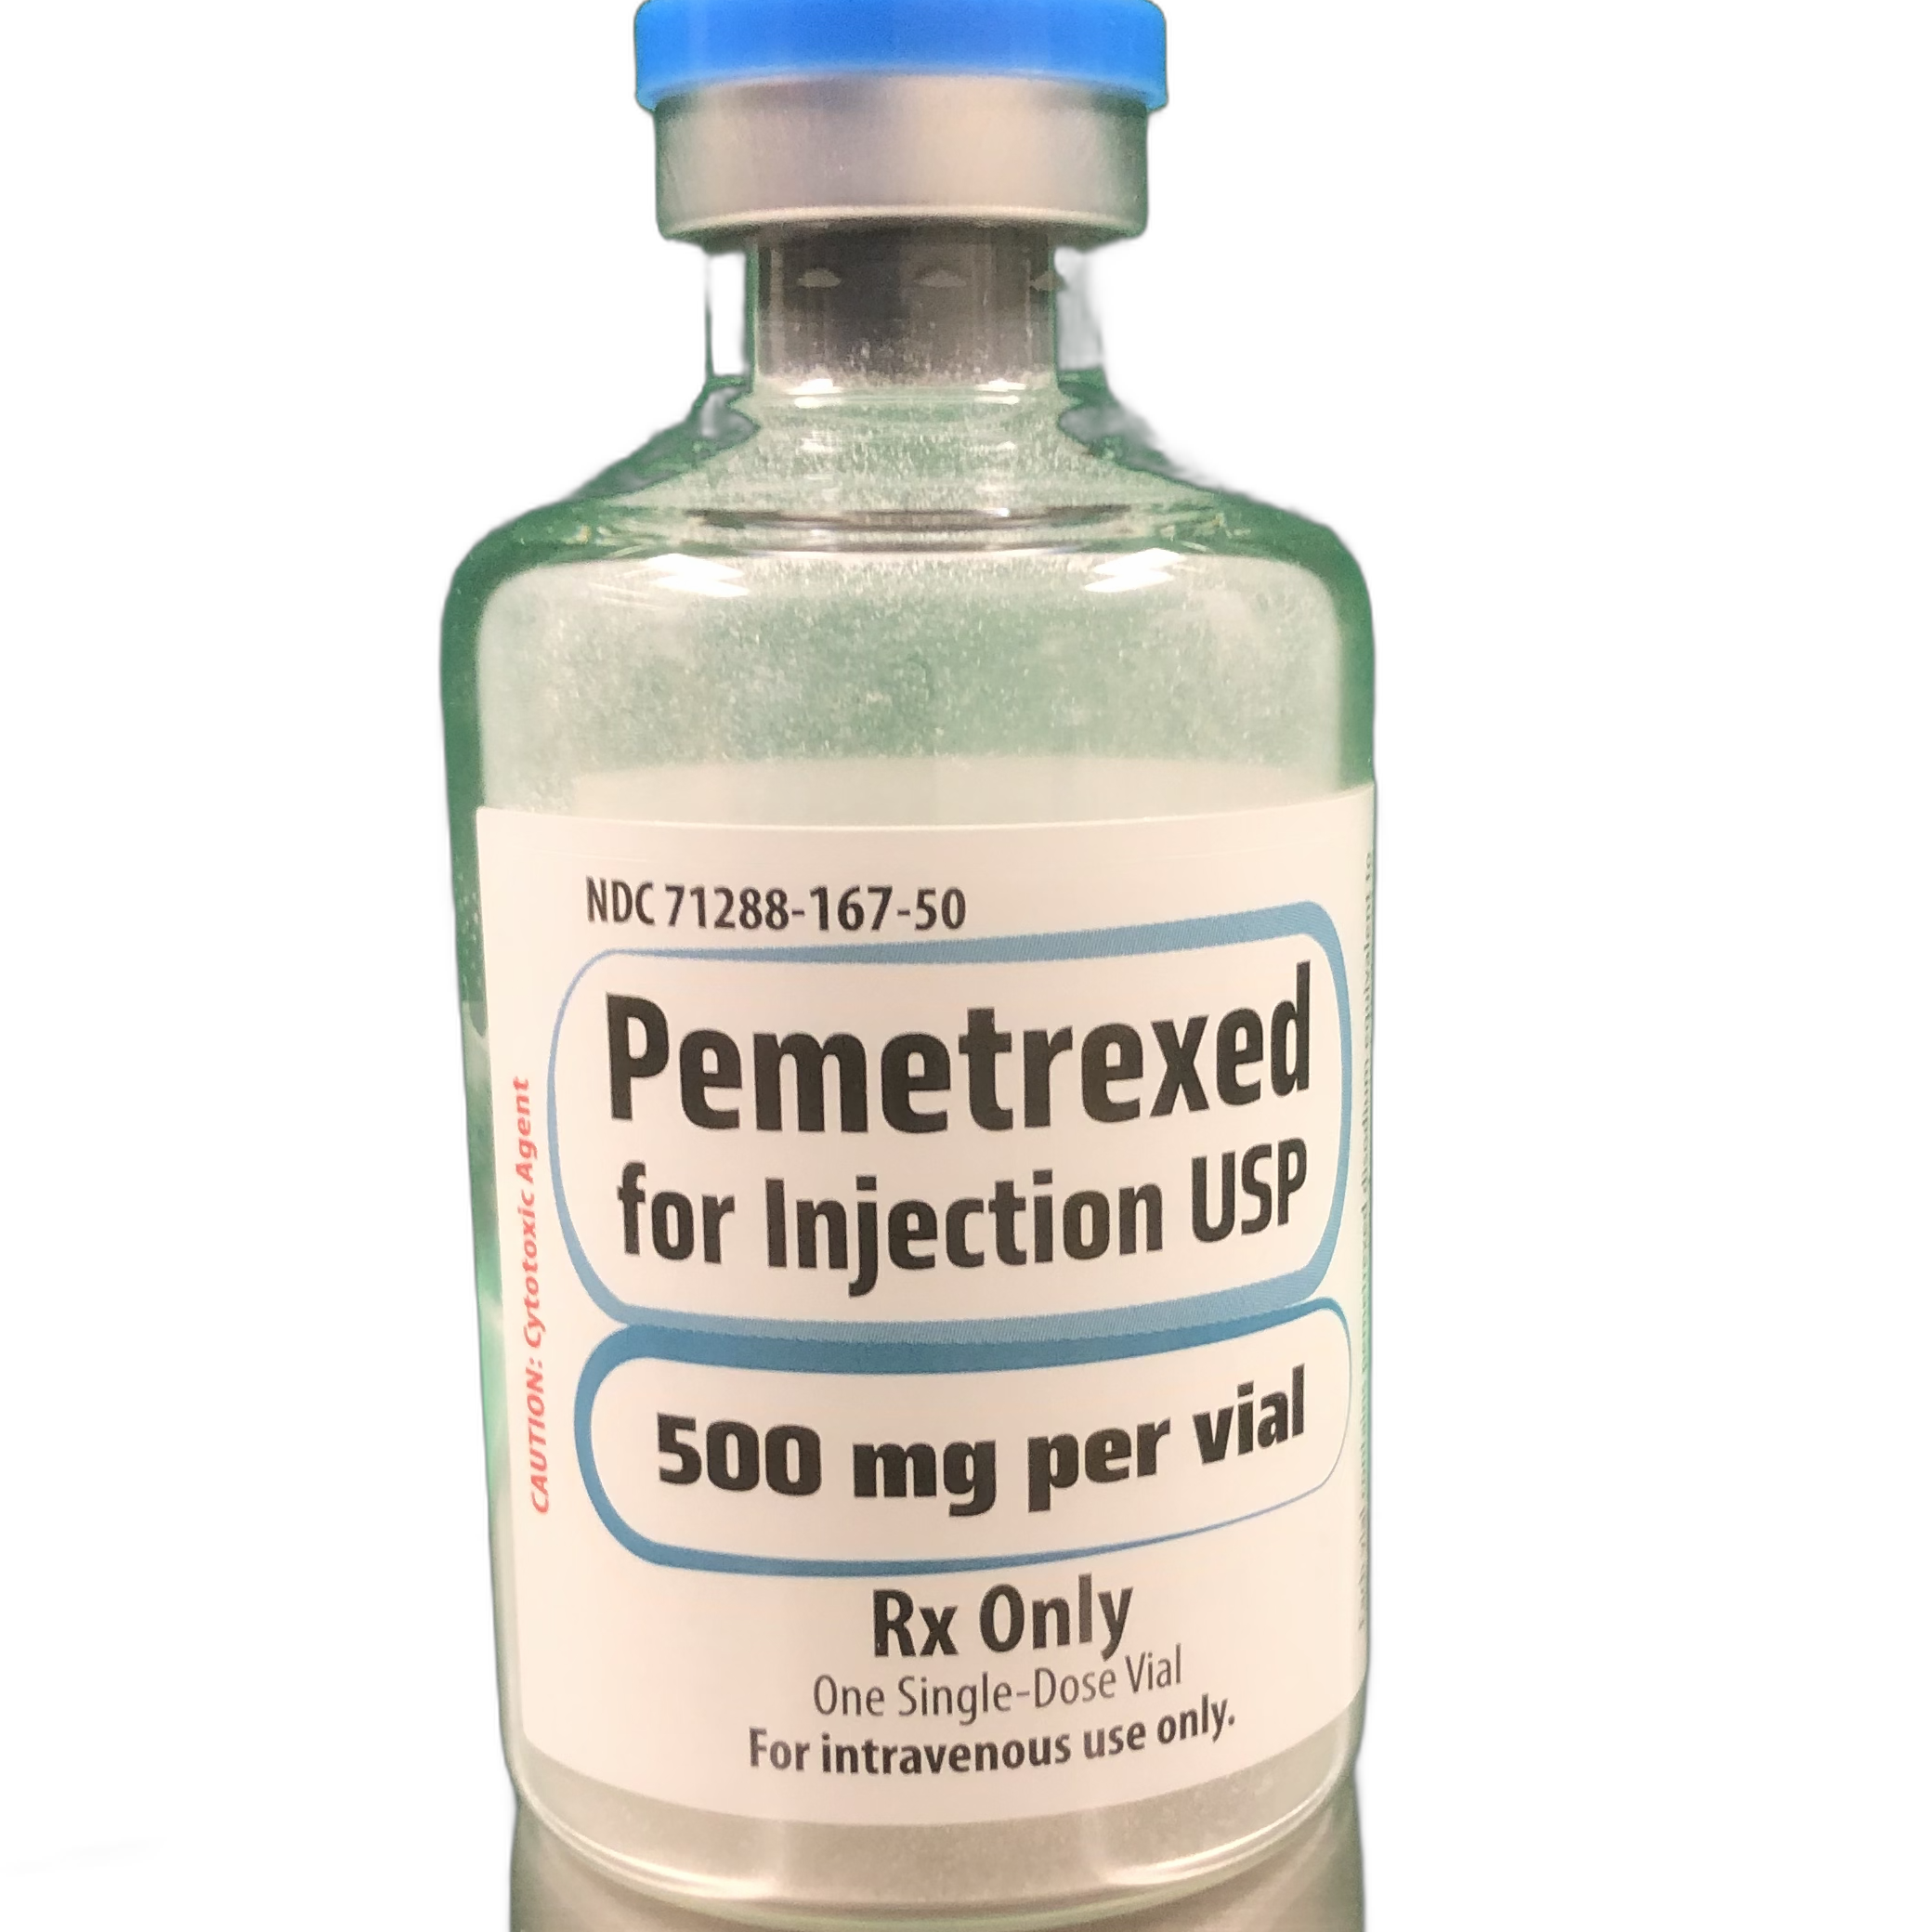 NDC 71288-167-50
Pemetrexed
for Injection USP
500 mg per vial
Rx Only
One Single-Dose Vial
For intravenous use only.
CAUTION: Cytotoxic Agent